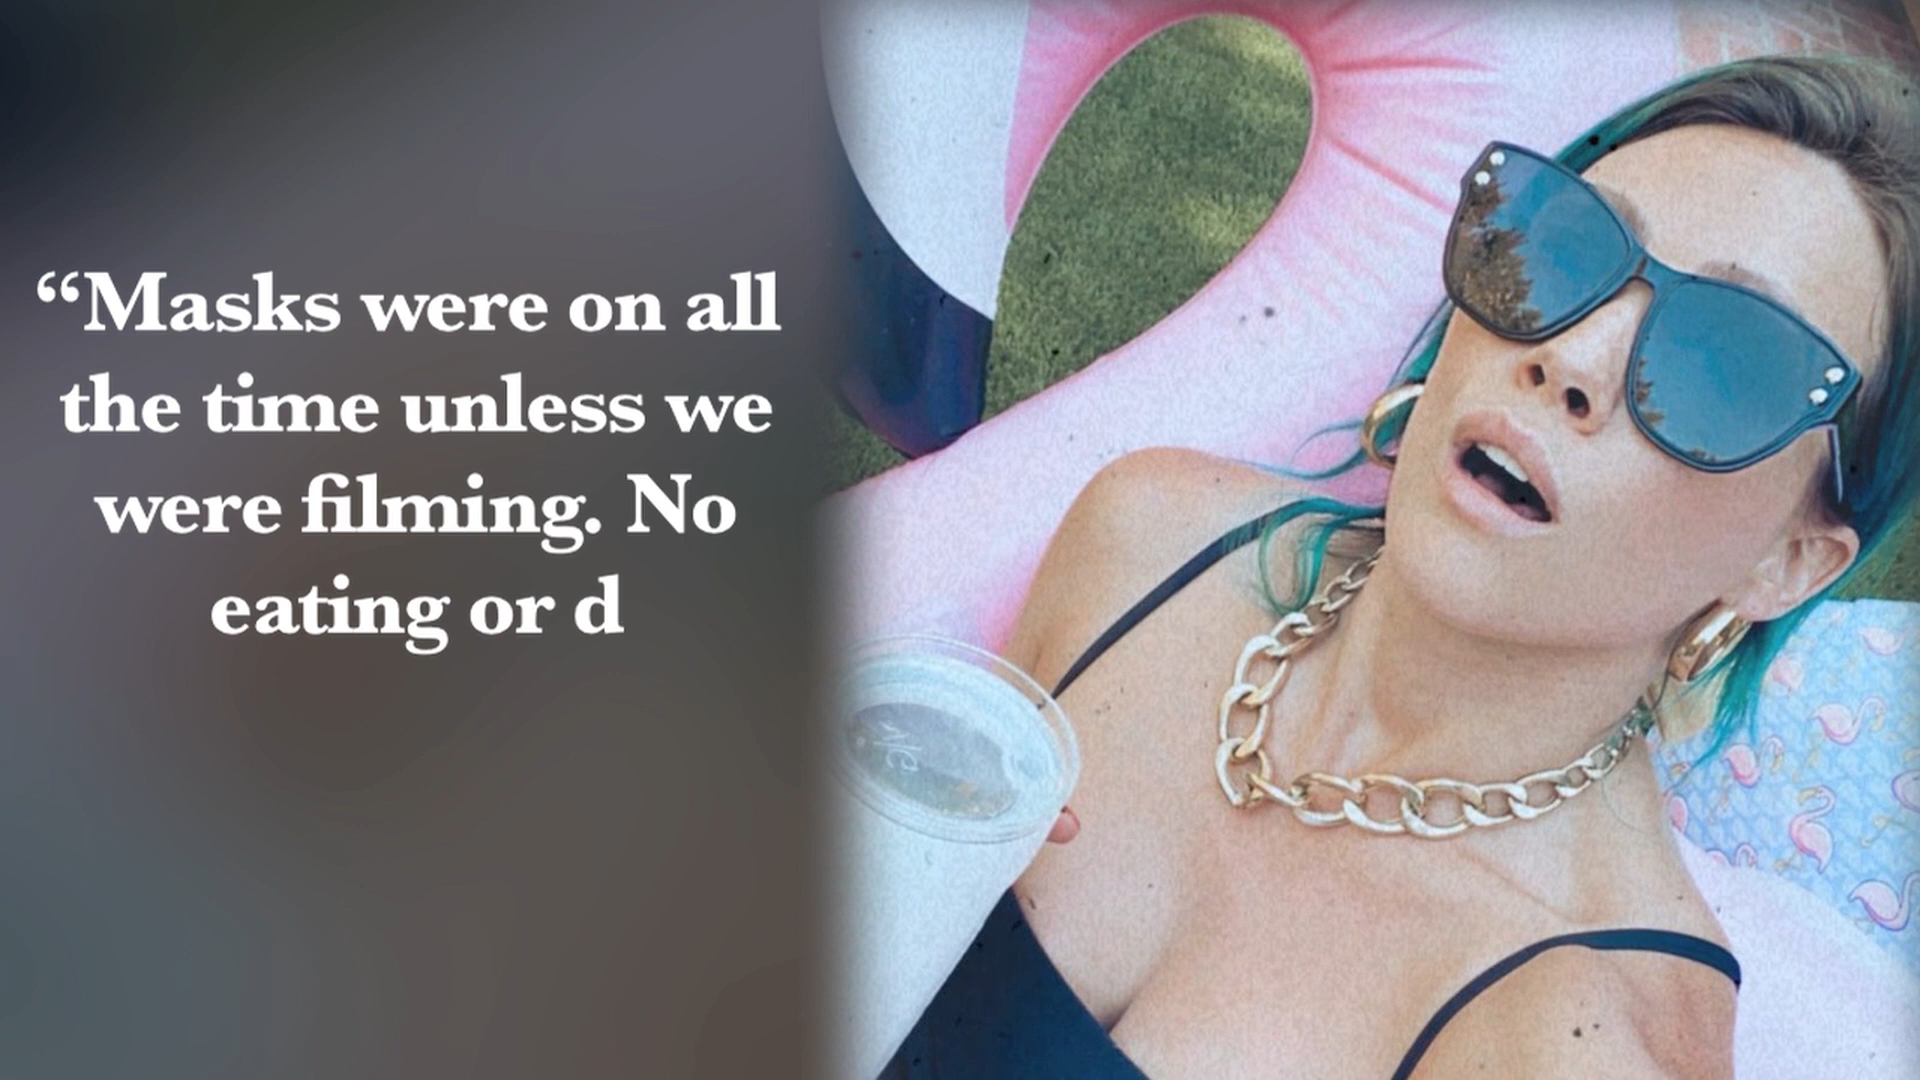 “Masks were on all
the time unless we
were filming. No
eating or d